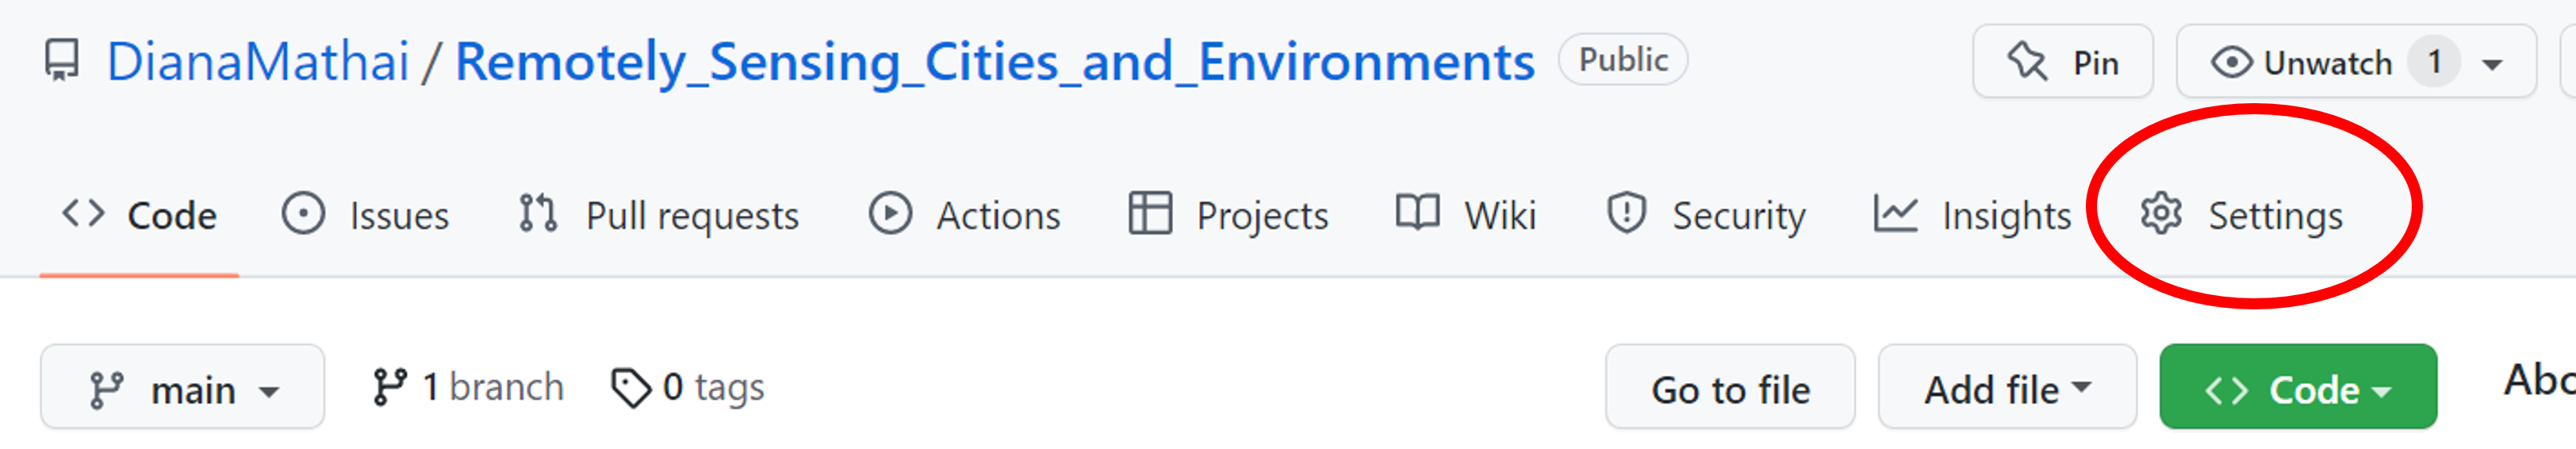 DianaMathai / Remotely_Sensing_Cities_and_Environments Public Pin Unwatch 1
Code Issues Pull requests Actions Projects Wiki Security Insights Settings
main 1 branch 0 tags Go to file Add file Code Abo